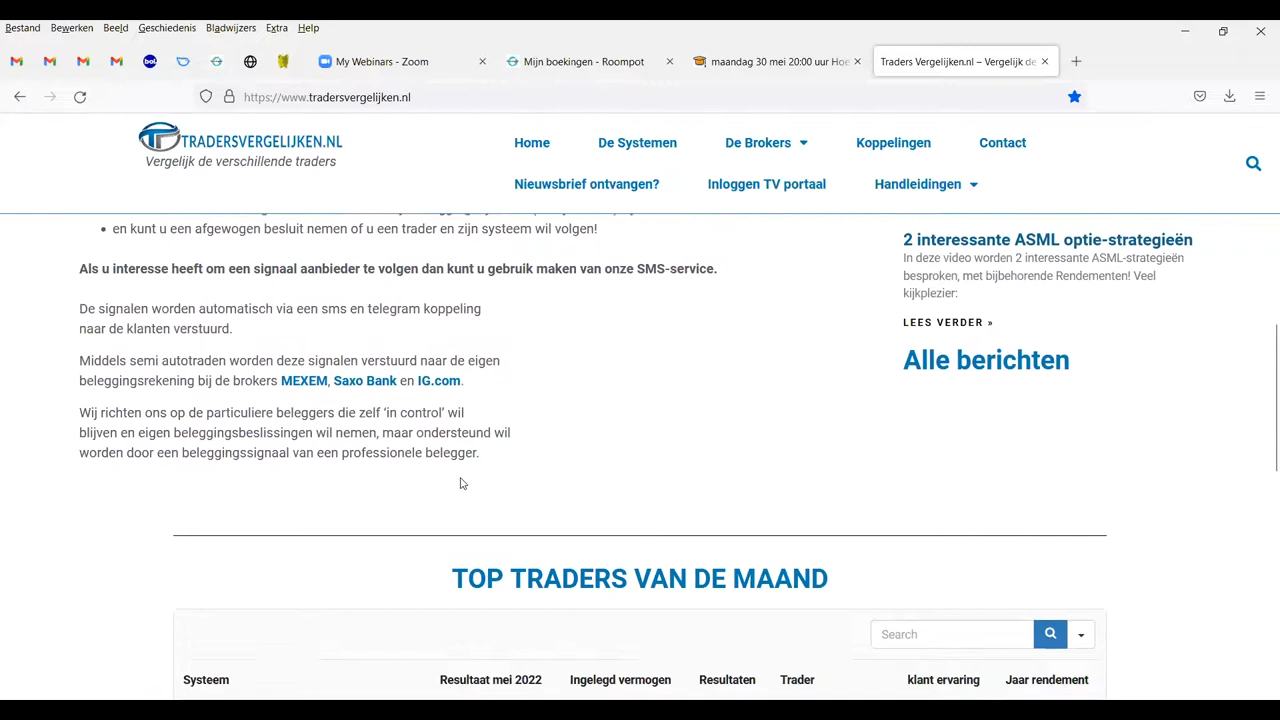 Bestand Bewerken Beeld Geschiedenis Bladwijzers Extra Help
bol
My Webinars - Zoom
Mijn boekingen - Roompot
maandag 30 mei 20:00 uur Hoe
Traders Vergelijken.nl – Vergelijk de
https://www.tradersvergelijken.nl
TRADERSVERGELIJKEN.NL
Vergelijk de verschillende traders
Home De Systemen De Brokers Koppelingen Contact
Nieuwsbrief ontvangen? Inloggen TV portaal Handleidingen
• en kunt u een afgewogen besluit nemen of u een trader en zijn systeem wil volgen!
Als u interesse heeft om een signaal aanbieder te volgen dan kunt u gebruik maken van onze SMS-service.
De signalen worden automatisch via een sms en telegram koppeling
naar de klanten verstuurd.
Middels semi autotraden worden deze signalen verstuurd naar de eigen
beleggingsrekening bij de brokers MEXEM, Saxo Bank en IG.com.
Wij richten ons op de particuliere beleggers die zelf ‘in control’ wil
blijven en eigen beleggingsbeslissingen wil nemen, maar ondersteund wil
worden door een beleggingssignaal van een professionele belegger.
2 interessante ASML optie-strategieën
In deze video worden 2 interessante ASML-strategieën
besproken, met bijbehorende Rendementen! Veel
kijkplezier:
LEES VERDER »
Alle berichten
TOP TRADERS VAN DE MAAND
Search
Systeem Resultaat mei 2022 Ingelegd vermogen Resultaten Trader klant ervaring Jaar rendement